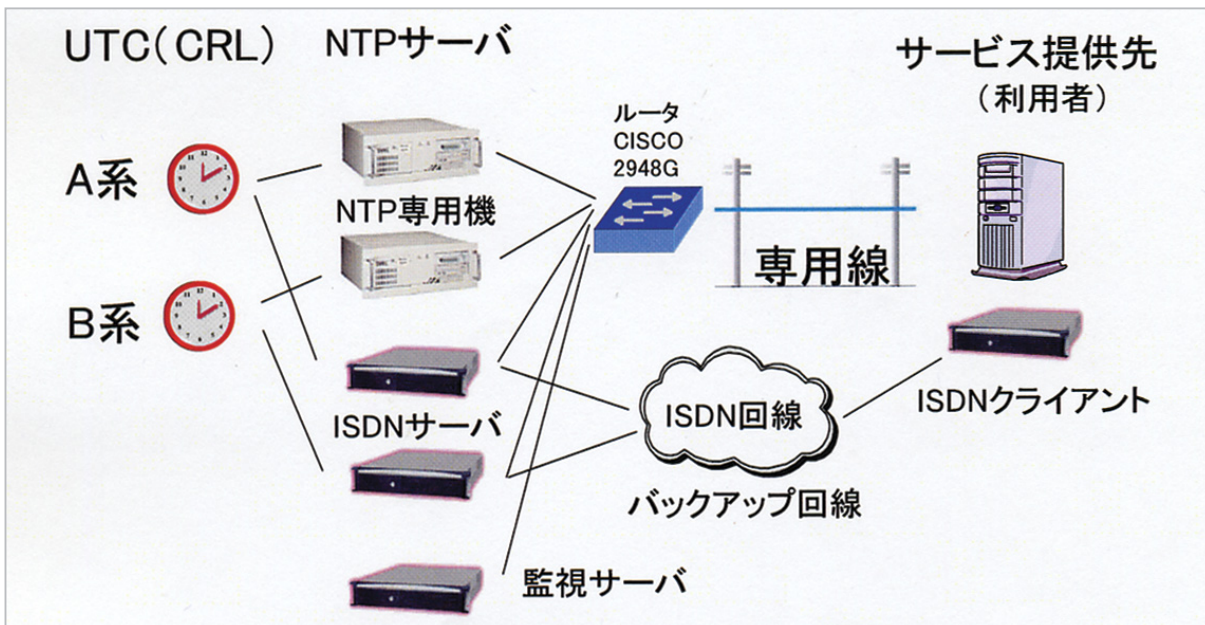 UTC(CRL)
NTPサーバ
サービス提供先
(利用者)
ルータ
CISCO
2948G
A系
NTP専用機
専用線
B系
ISDNサーバ
ISDN回線
ISDNクライアント
バックアップ回線
監視サーバ